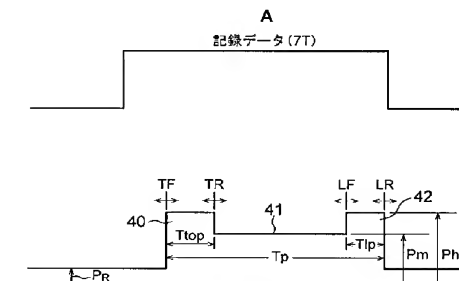 A
記録データ(7T)
TF TR LF LR
40 41 42
Ttop Tlp
Tp Pm Ph
PR